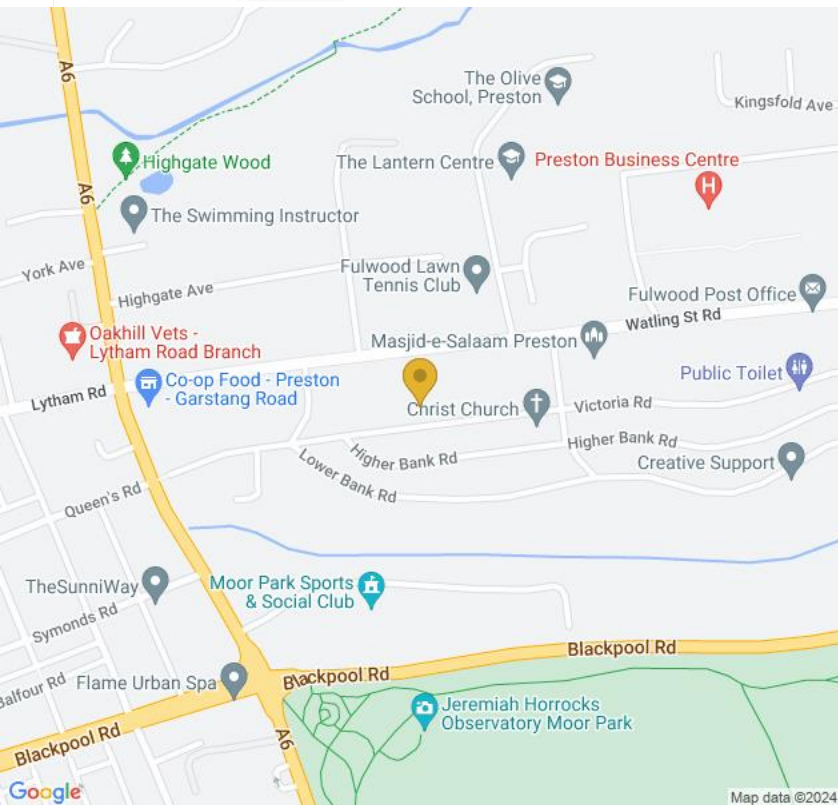 A6
The Olive
School, Preston
Kingsfold Ave
Highgate Wood
The Lantern Centre
Preston Business Centre
H
A6
The Swimming Instructor
York Ave
Fulwood Lawn
Tennis Club
Highgate Ave
Fulwood Post Office
Watling St Rd
Oakhill Vets -
Lytham Road Branch
Masjid-e-Salaam Preston
Public Toilet
Co-op Food - Preston
- Garstang Road
Lytham Rd
Christ Church
Victoria Rd
Higher Bank Rd
Higher Bank Rd
Lower Bank Rd
Creative Support
Queen's Rd
TheSunniWay
Moor Park Sports
& Social Club
Symonds Rd
Blackpool Rd
Balfour Rd
Flame Urban Spa
Blackpool Rd
Jeremiah Horrocks
Observatory Moor Park
Blackpool Rd
A6
Google
Map data ©2024